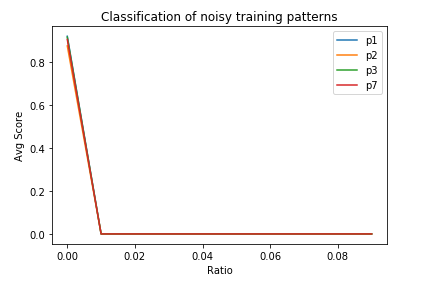 Classification of noisy training patterns
p1
p2
p3
p7
Avg Score
0.8
0.6
0.4
0.2
0.0
0.00 0.02 0.04 0.06 0.08
Ratio